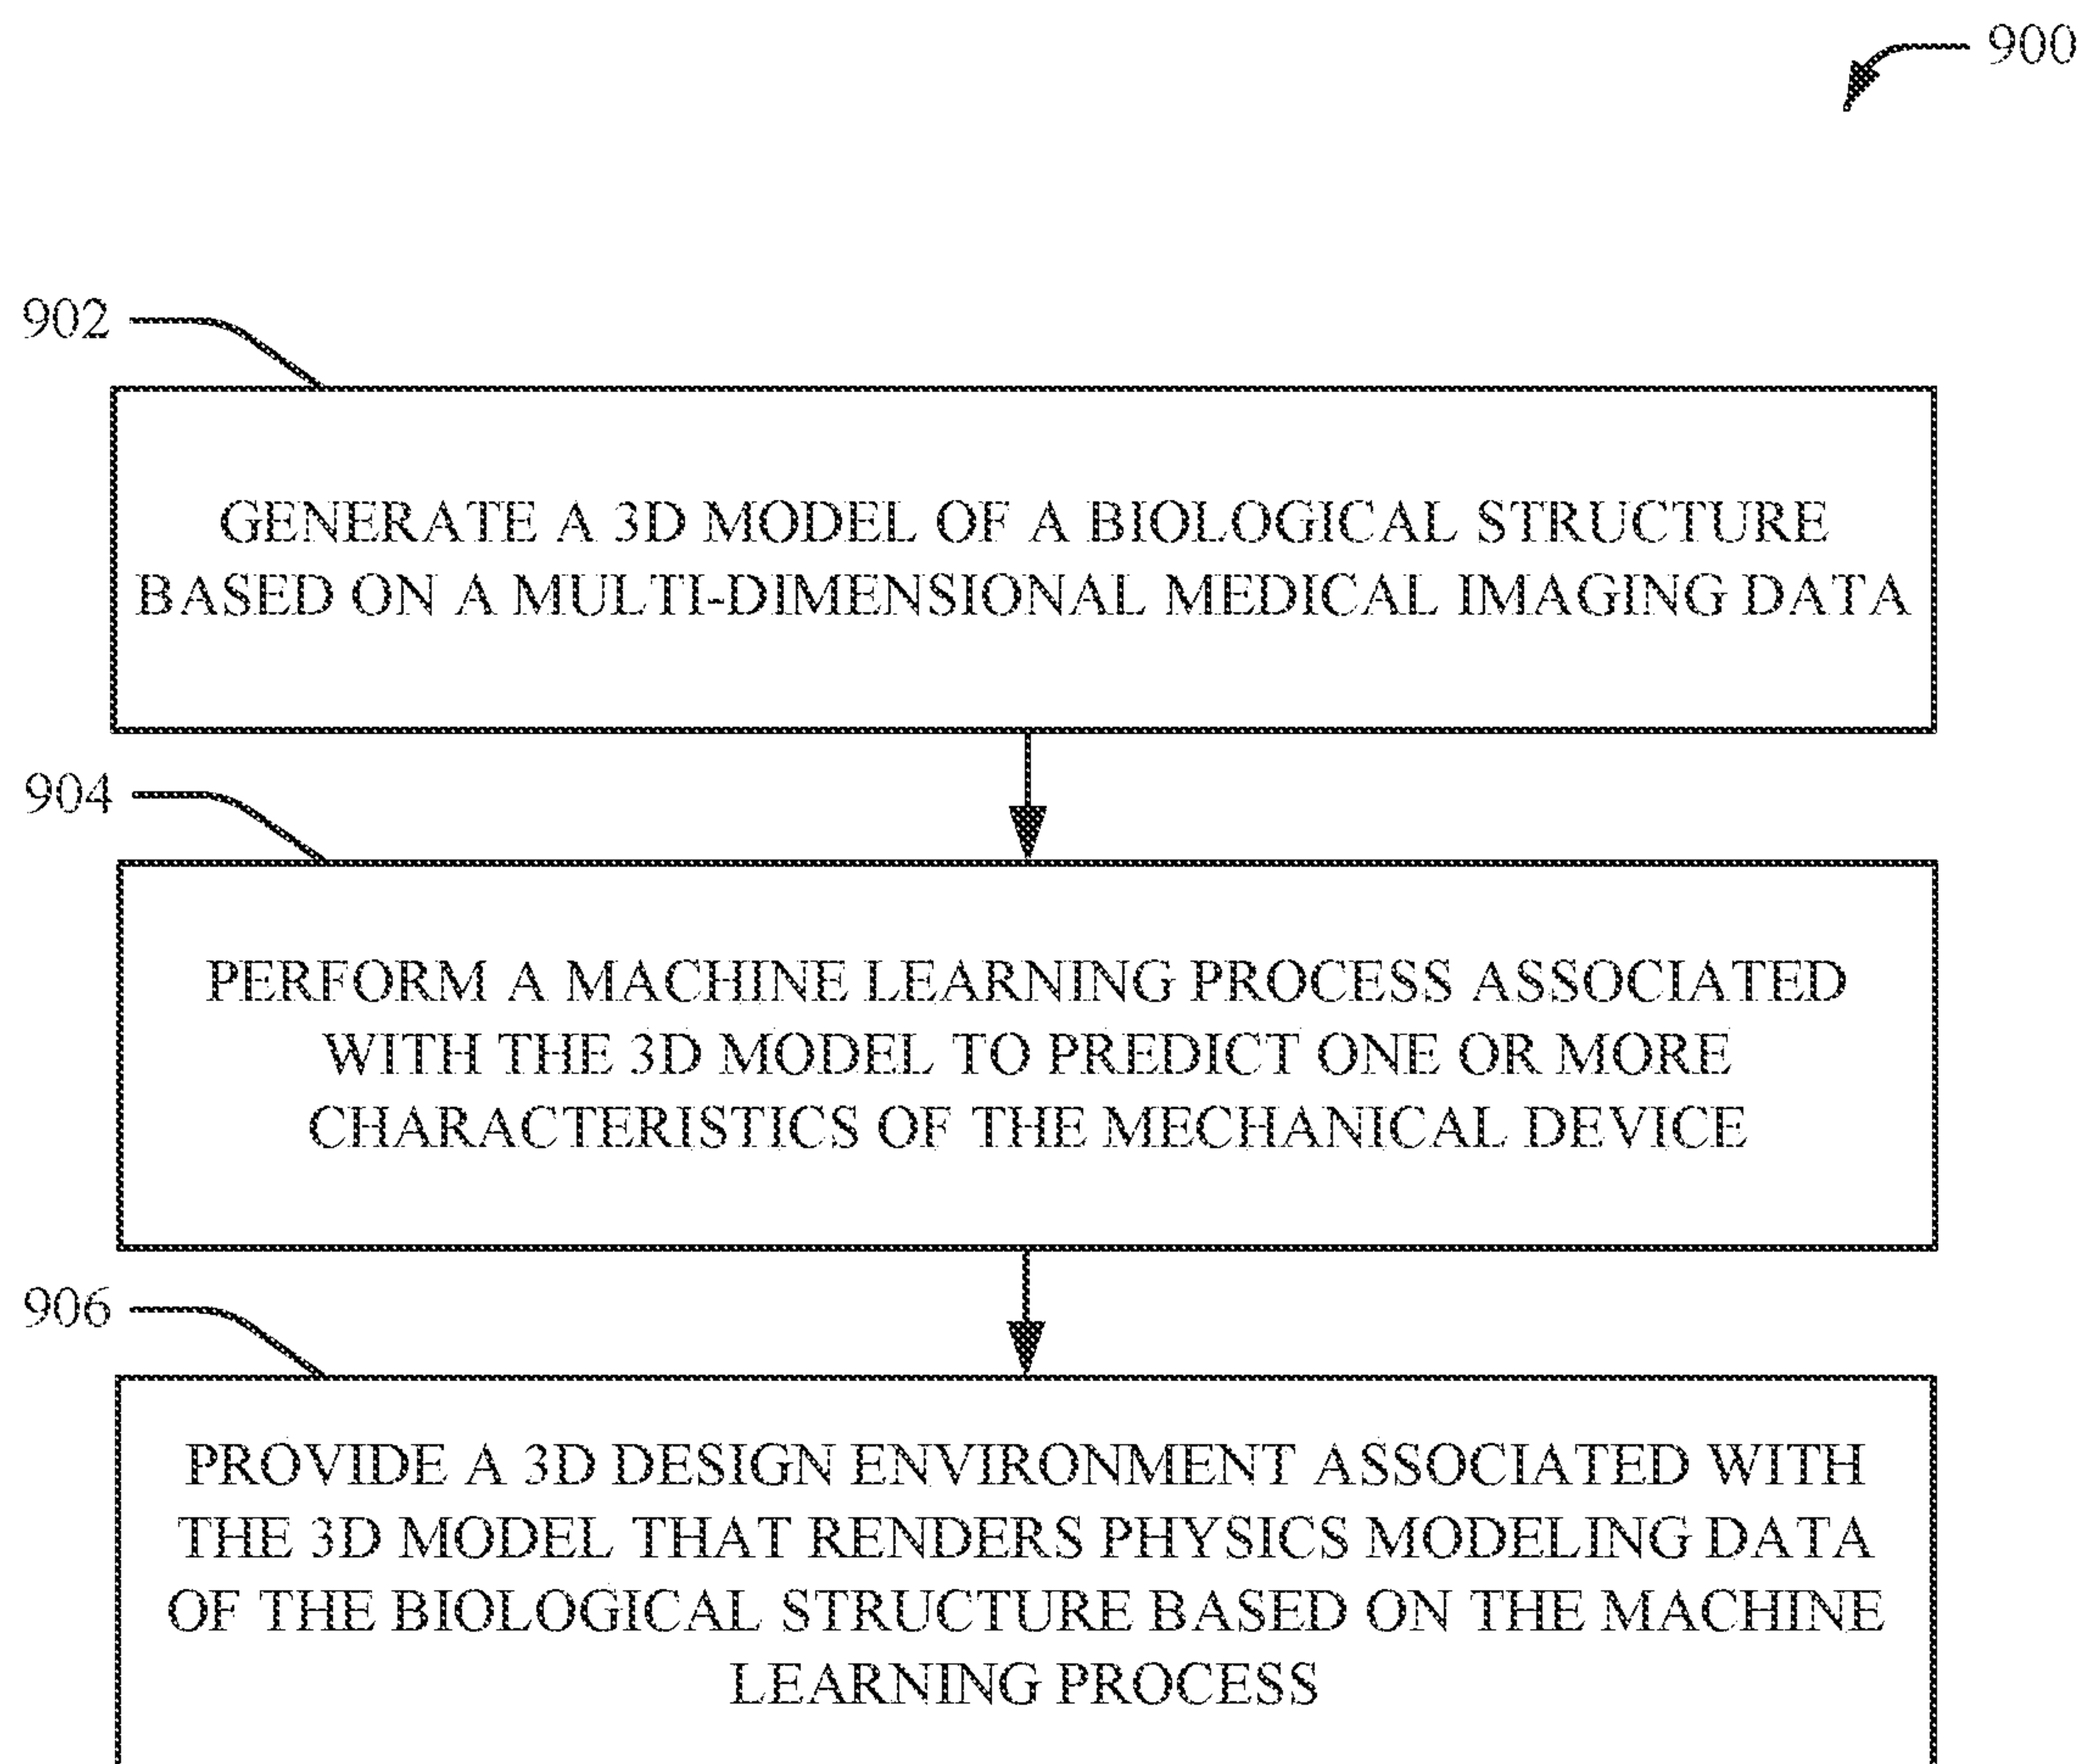 900
902
GENERATE A 3D MODEL OF A BIOLOGICAL STRUCTURE
BASED ON A MULTI-DIMENSIONAL MEDICAL IMAGING DATA
904
PERFORM A MACHINE LEARNING PROCESS ASSOCIATED
WITH THE 3D MODEL TO PREDICT ONE OR MORE
CHARACTERISTICS OF THE MECHANICAL DEVICE
906
PROVIDE A 3D DESIGN ENVIRONMENT ASSOCIATED WITH
THE 3D MODEL THAT RENDERS PHYSICS MODELING DATA
OF THE BIOLOGICAL STRUCTURE BASED ON THE MACHINE
LEARNING PROCESS